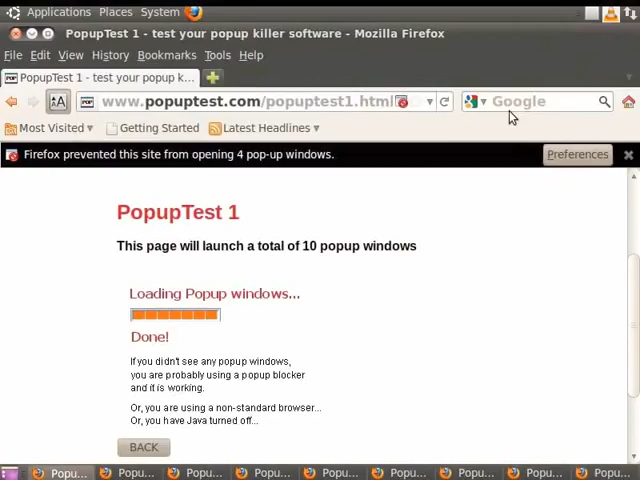 Applications Places System
PopupTest 1 - test your popup killer software - Mozilla Firefox
File Edit View History Bookmarks Tools Help
PopupTest 1 - test your popup k...
www.popuptest.com/popuptest1.html
Google
Most Visited Getting Started Latest Headlines
Firefox prevented this site from opening 4 pop-up windows.
Preferences
PopupTest 1
This page will launch a total of 10 popup windows
Loading Popup windows...
Done!
If you didn't see any popup windows,
you are probably using a popup blocker
and it is working.
Or, you are using a non-standard browser...
Or, you have Java turned off...
BACK
Popu... Popu... Popu... Popu... Popu... Popu... Popu... Popu... Popu...